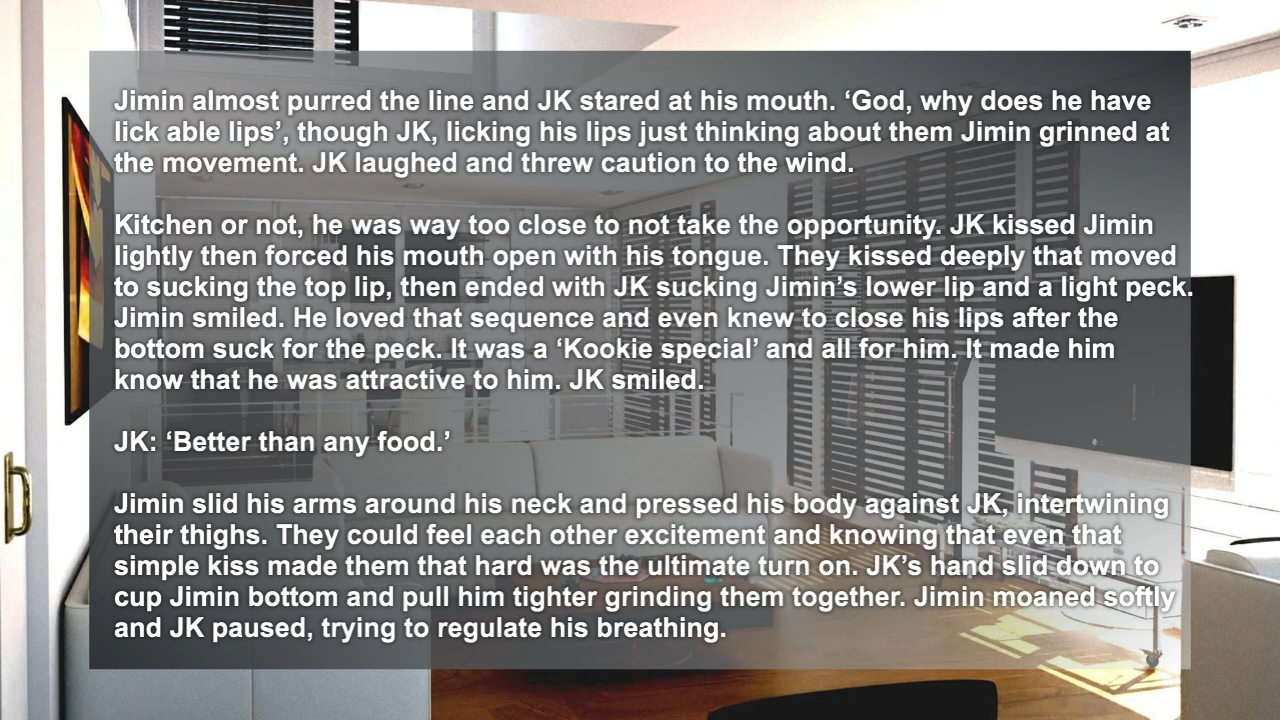 Jimin almost purred the line and JK stared at his mouth. ‘God, why does he have
lick able lips’, though JK, licking his lips just thinking about them Jimin grinned at
the movement. JK laughed and threw caution to the wind.
Kitchen or not, he was way too close to not take the opportunity. JK kissed Jimin
lightly then forced his mouth open with his tongue. They kissed deeply that moved
to sucking the top lip, then ended with JK sucking Jimin’s lower lip and a light peck.
Jimin smiled. He loved that sequence and even knew to close his lips after the
bottom suck for the peck. It was a ‘Kookie special’ and all for him. It made him
know that he was attractive to him. JK smiled.
JK: ‘Better than any food.’
Jimin slid his arms around his neck and pressed his body against JK, intertwining
their thighs. They could feel each other excitement and knowing that even that
simple kiss made them that hard was the ultimate turn on. JK’s hand slid down to
cup Jimin bottom and pull him tighter grinding them together. Jimin moaned softly
and JK paused, trying to regulate his breathing.